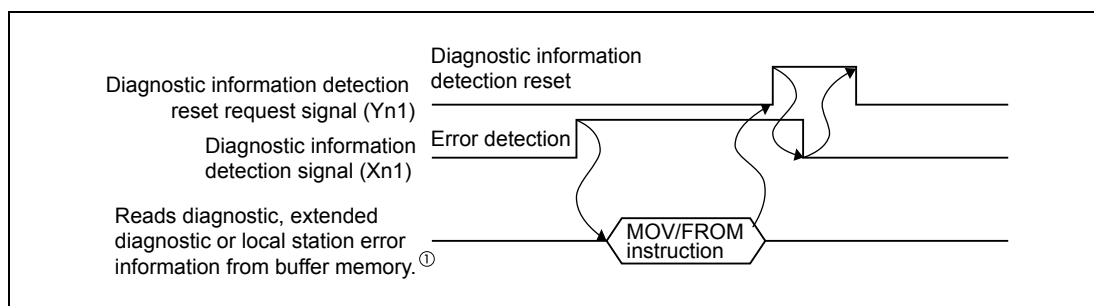 Diagnostic information
detection reset
Diagnostic information detection
reset request signal (Yn1)
Error detection
Diagnostic information
detection signal (Xn1)
Reads diagnostic, extended
diagnostic or local station error
information from buffer memory.①
MOV/FROM
instruction